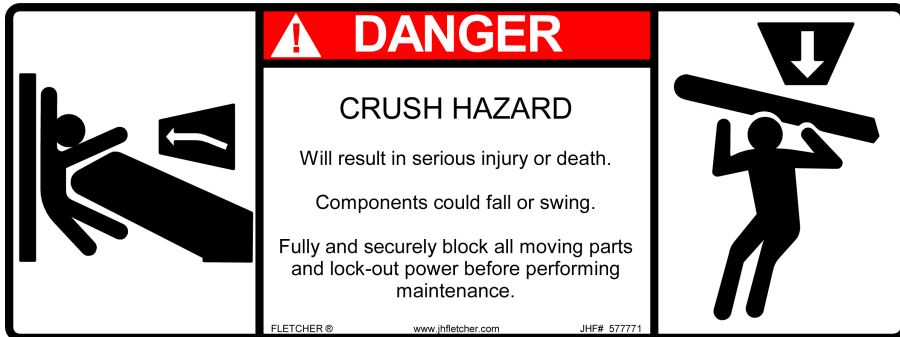 DANGER
CRUSH HAZARD
Will result in serious injury or death.
Components could fall or swing.
Fully and securely block all moving parts
and lock-out power before performing
maintenance.
FLETCHER ® www.jhfletcher.com JHF# 577771